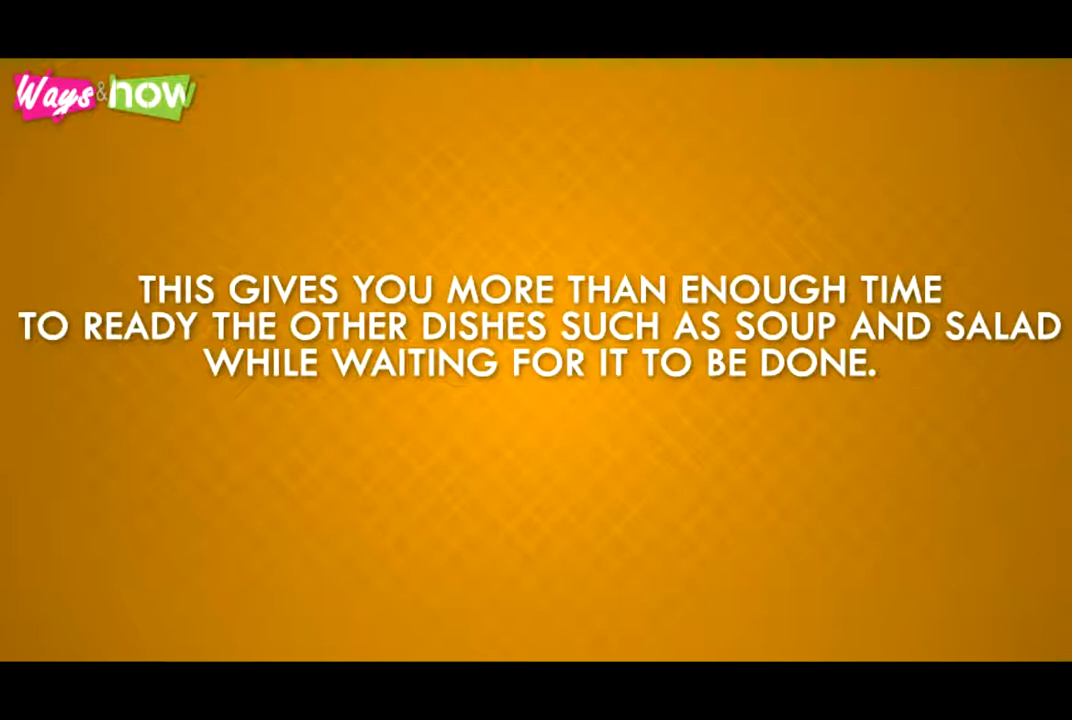 Ways & how
THIS GIVES YOU MORE THAN ENOUGH TIME
TO READY THE OTHER DISHES SUCH AS SOUP AND SALAD
WHILE WAITING FOR IT TO BE DONE.